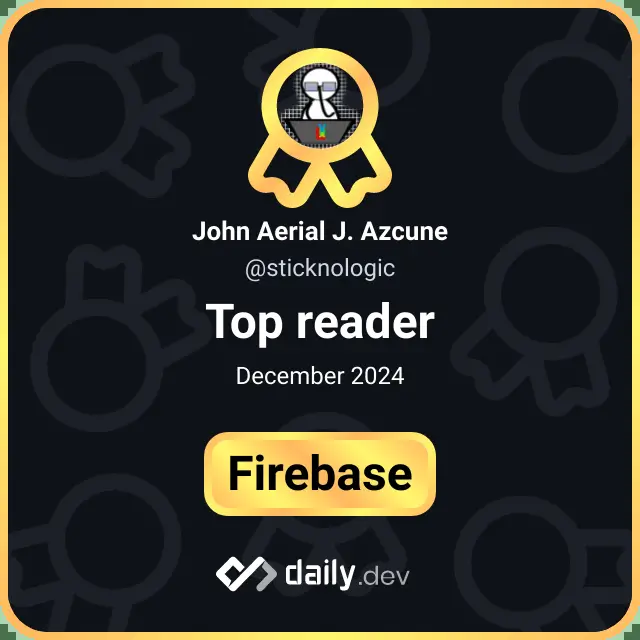 John Aerial J. Azcune
@sticknologic
Top reader
December 2024
Firebase
daily.dev